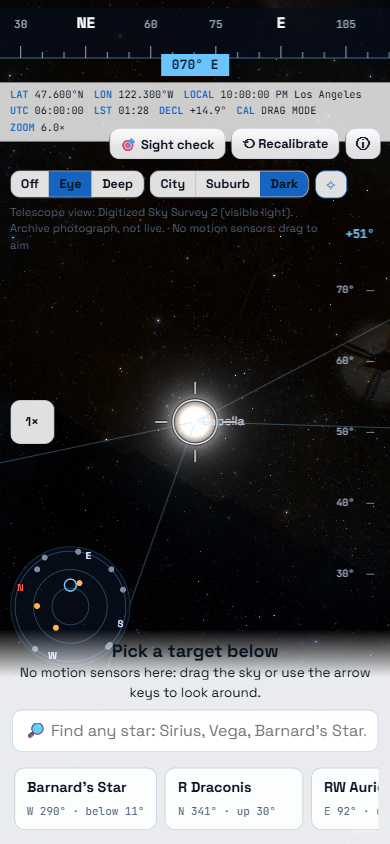 30 NE 60 75 E 105
070° E
LAT 47.600°N LON 122.300°W LOCAL 10:00:00 PM Los Angeles
UTC 06:00:00 LST 01:28 DECL +14.9° CAL DRAG MODE
ZOOM 6.0×
Sight check Recalibrate
Off Eye Deep City Suburb Dark
Telescope view: Digitized Sky Survey 2 (visible light).
Archive photograph, not live. · No motion sensors: drag to
aim
+51°
70°
60°
1×
50°
40°
30°
E
N
S
W
Pick a target below
No motion sensors here: drag the sky or use the arrow
keys to look around.
Find any star: Sirius, Vega, Barnard's Star.
Barnard's Star R Draconis
W 290° · below 11° N 341° · up 30° E 92° ·